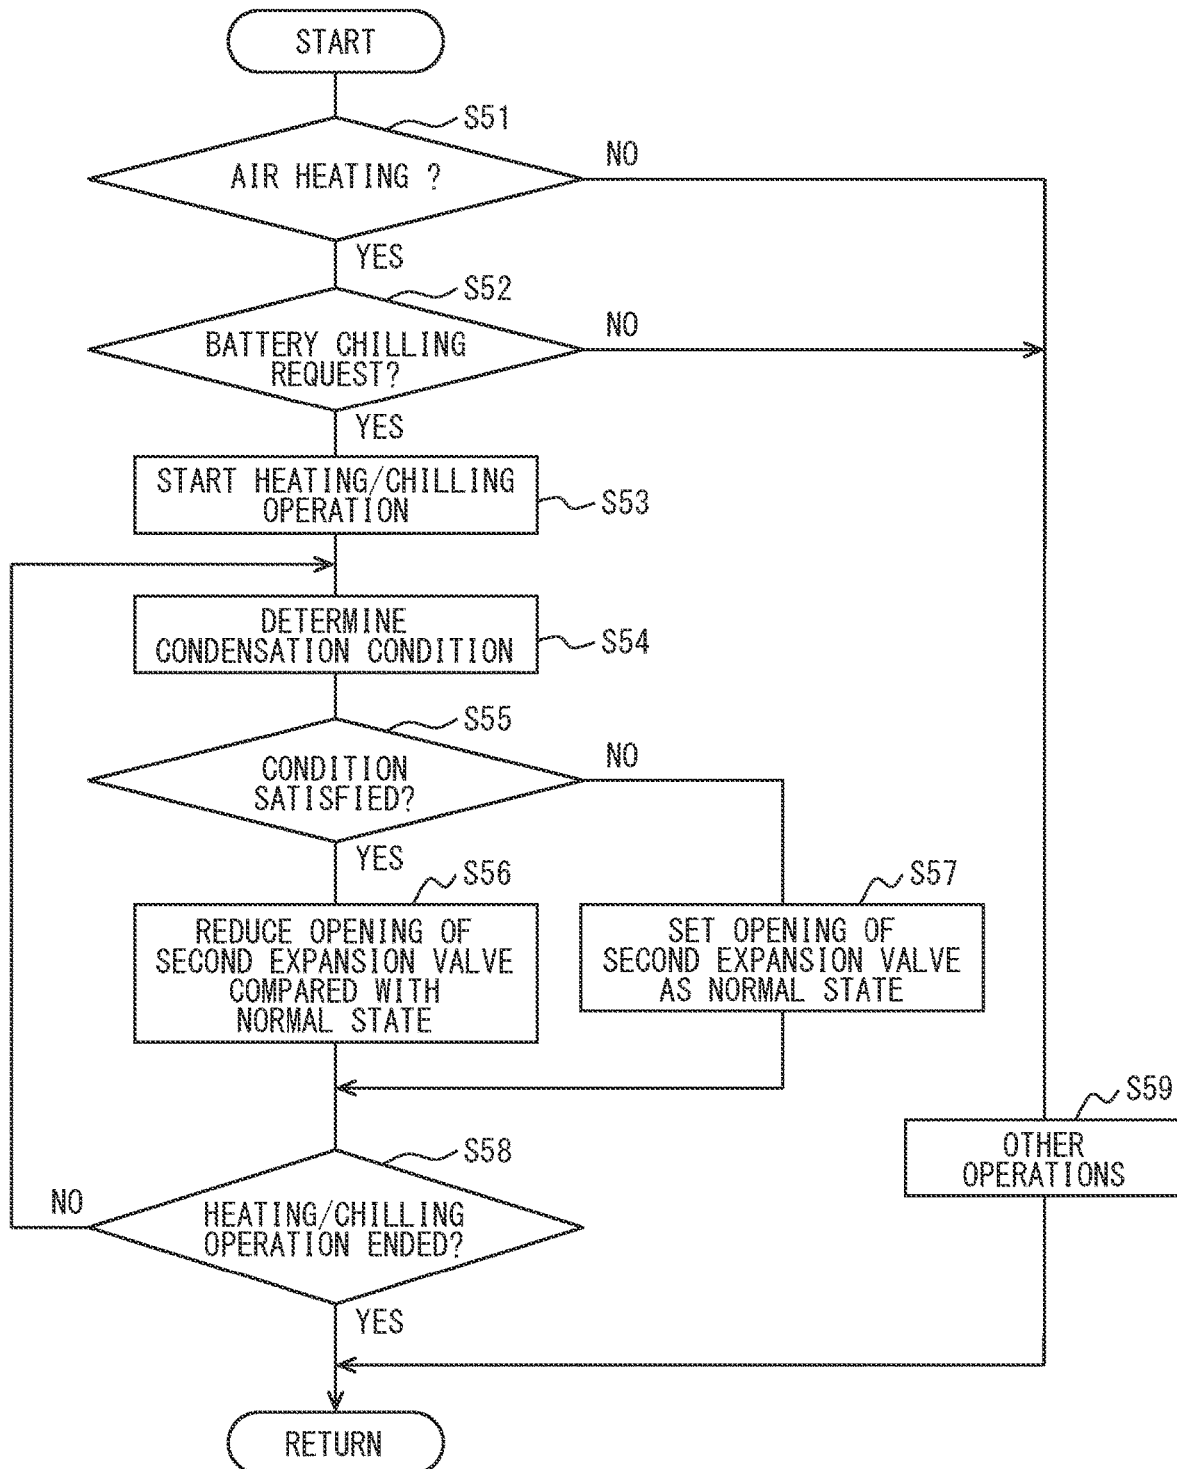 START
S51
AIR HEATING ?
NO
YES
S52
BATTERY CHILLING
REQUEST?
NO
YES
START HEATING/CHILLING
OPERATION
S53
DETERMINE
CONDENSATION CONDITION
S54
S55
CONDITION
SATISFIED?
NO
YES
S56
REDUCE OPENING OF
SECOND EXPANSION VALVE
COMPARED WITH
NORMAL STATE
S57
SET OPENING OF
SECOND EXPANSION VALVE
AS NORMAL STATE
S58
HEATING/CHILLING
OPERATION ENDED?
NO
YES
S59
OTHER
OPERATIONS
RETURN